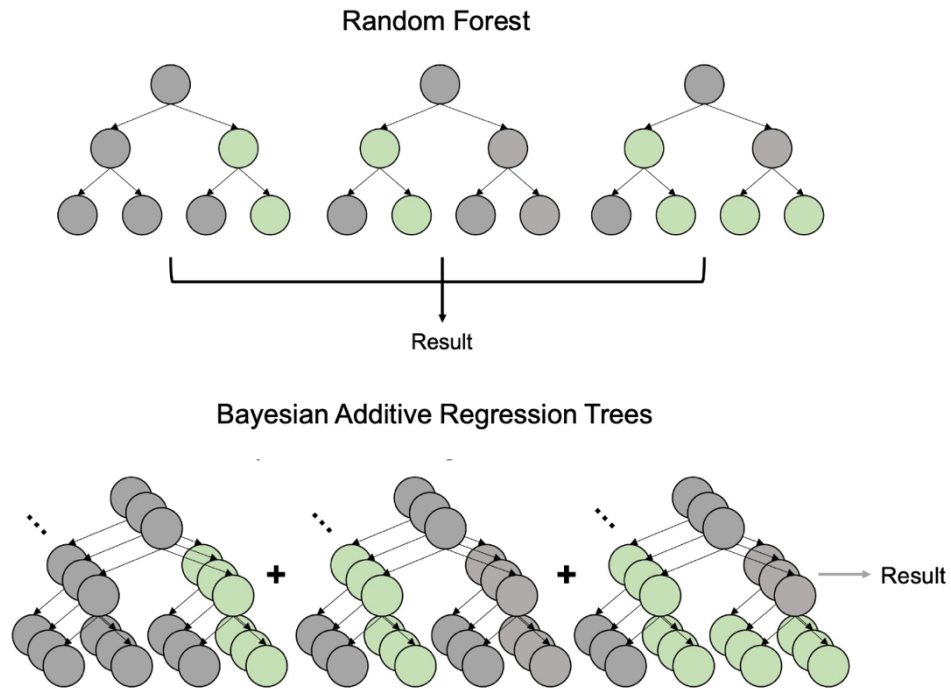 Random Forest
Result
Bayesian Additive Regression Trees
+ + Result